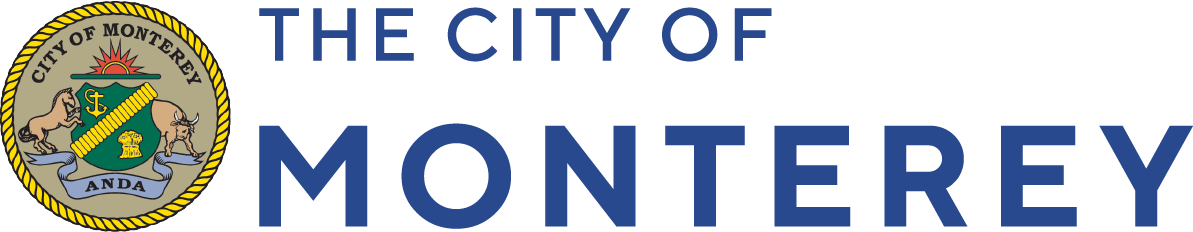 CITY OF MONTEREY
ANDA
THE CITY OF
MONTEREY